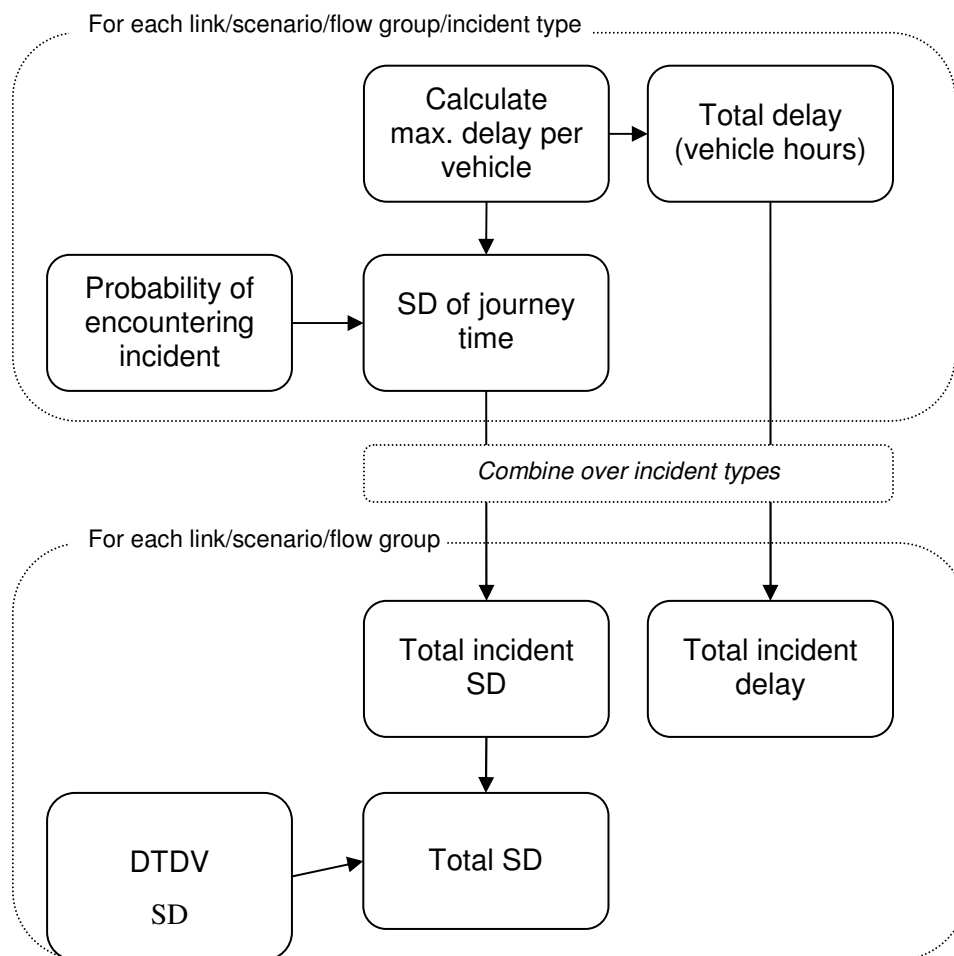 For each link/scenario/flow group/incident type
Calculate
max. delay per
vehicle
Total delay
(vehicle hours)
Probability of
encountering
incident
SD of journey
time
Combine over incident types
For each link/scenario/flow group
Total incident
SD
Total incident
delay
DTDV
SD
Total SD